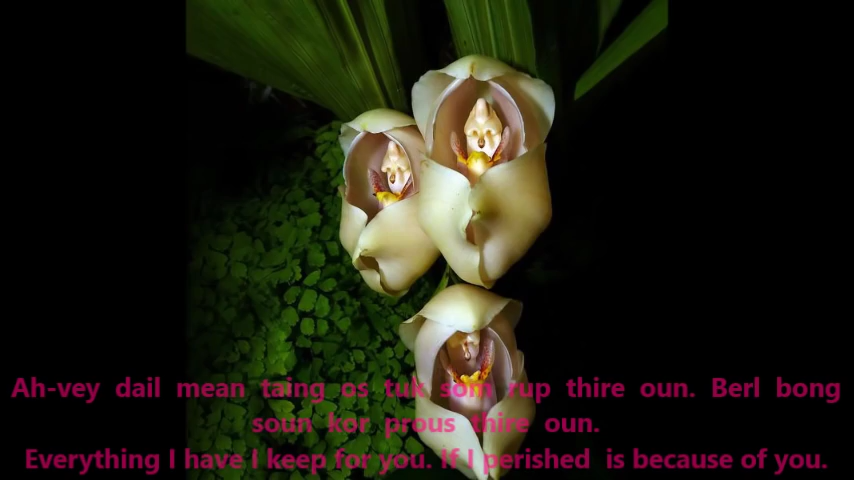 Ah-vey dail mean taing os tuk som rup thire oun. Berl bong
soun kor prous thire oun.
Everything I have I keep for you. If I perished is because of you.